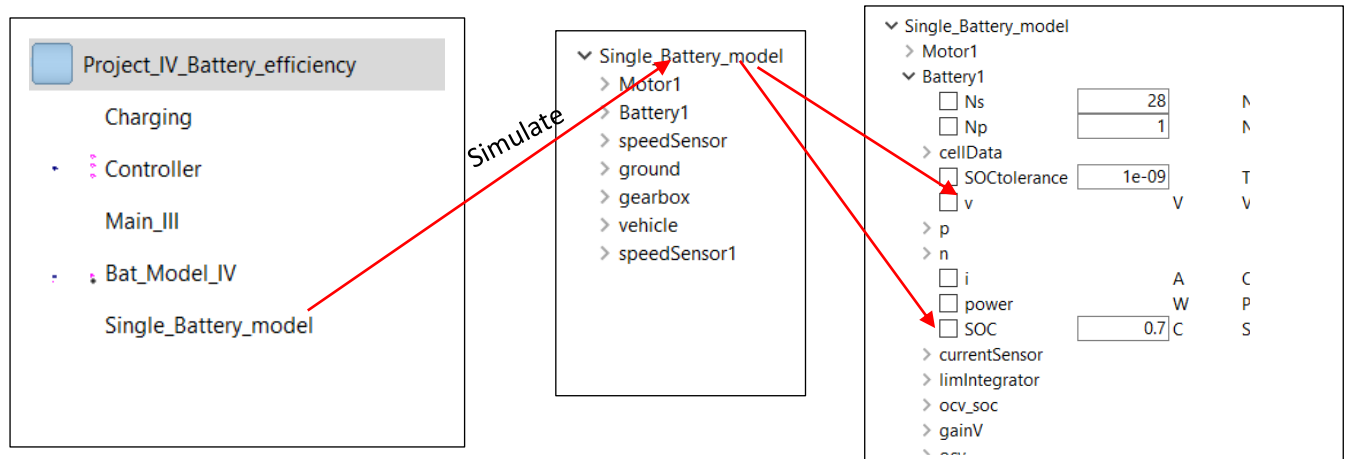 Project_IV_Battery_efficiency
Charging
Controller
Main_III
Bat_Model_IV
Single_Battery_model
Simulate
Single_Battery_model
Motor1
Battery1
speedSensor
ground
gearbox
vehicle
speedSensor1
Single_Battery_model
Motor1
Battery1
Ns 28
Np 1
cellData
SOCtolerance 1e-09 T
v V
p
n
i A
power W P
SOC 0.7 C S
currentSensor
limIntegrator
ocv_soc
gainV